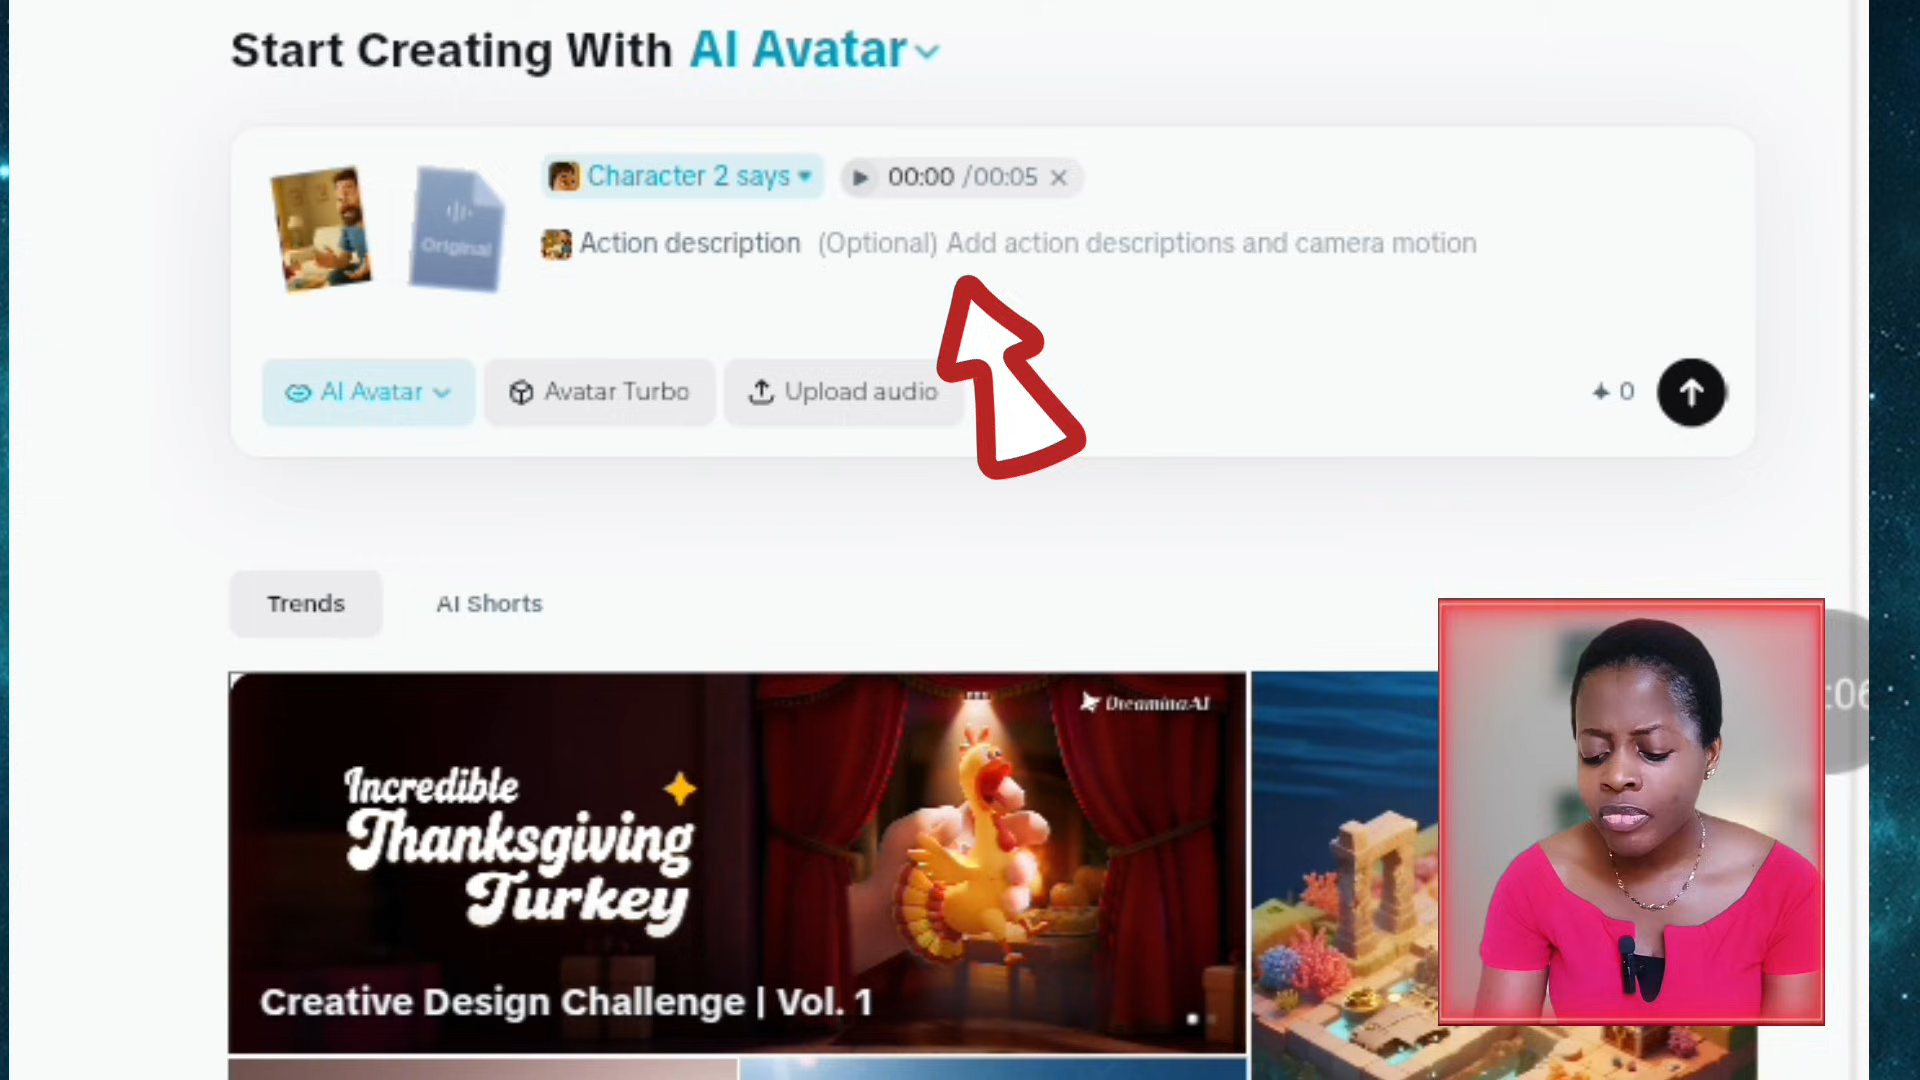 Start Creating With AI Avatar
Character 2 says 00:00 /00:05
Original
Action description (Optional) Add action descriptions and camera motion
AI Avatar Avatar Turbo Upload audio 0
Trends AI Shorts
:06
DreaminaAI
Incredible
Thanksgiving
Turkey
Creative Design Challenge | Vol. 1